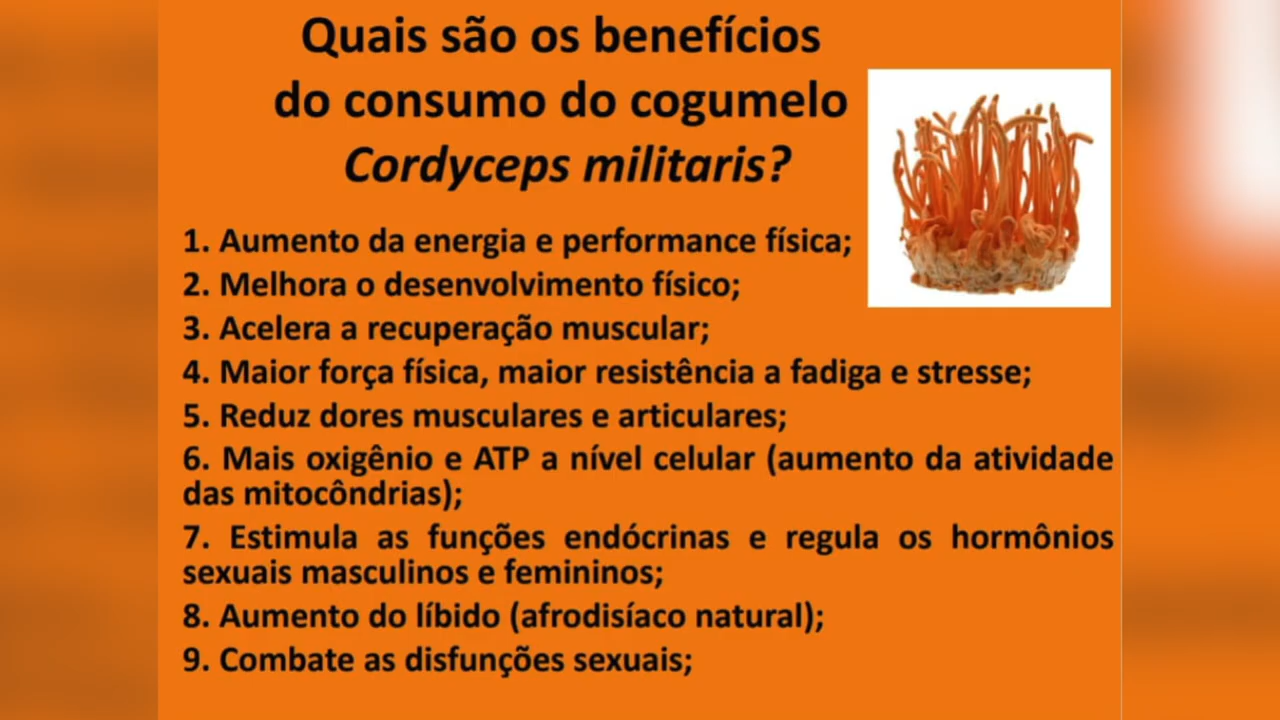 Quais são os benefícios
do consumo do cogumelo
Cordyceps militaris?
1. Aumento da energia e performance física;
2. Melhora o desenvolvimento físico;
3. Acelera a recuperação muscular;
4. Maior força física, maior resistência a fadiga e stresse;
5. Reduz dores musculares e articulares;
6. Mais oxigênio e ATP a nível celular (aumento da atividade
das mitocôndrias);
7. Estimula as funções endócrinas e regula os hormônios
sexuais masculinos e femininos;
8. Aumento do líbido (afrodisíaco natural);
9. Combate as disfunções sexuais;